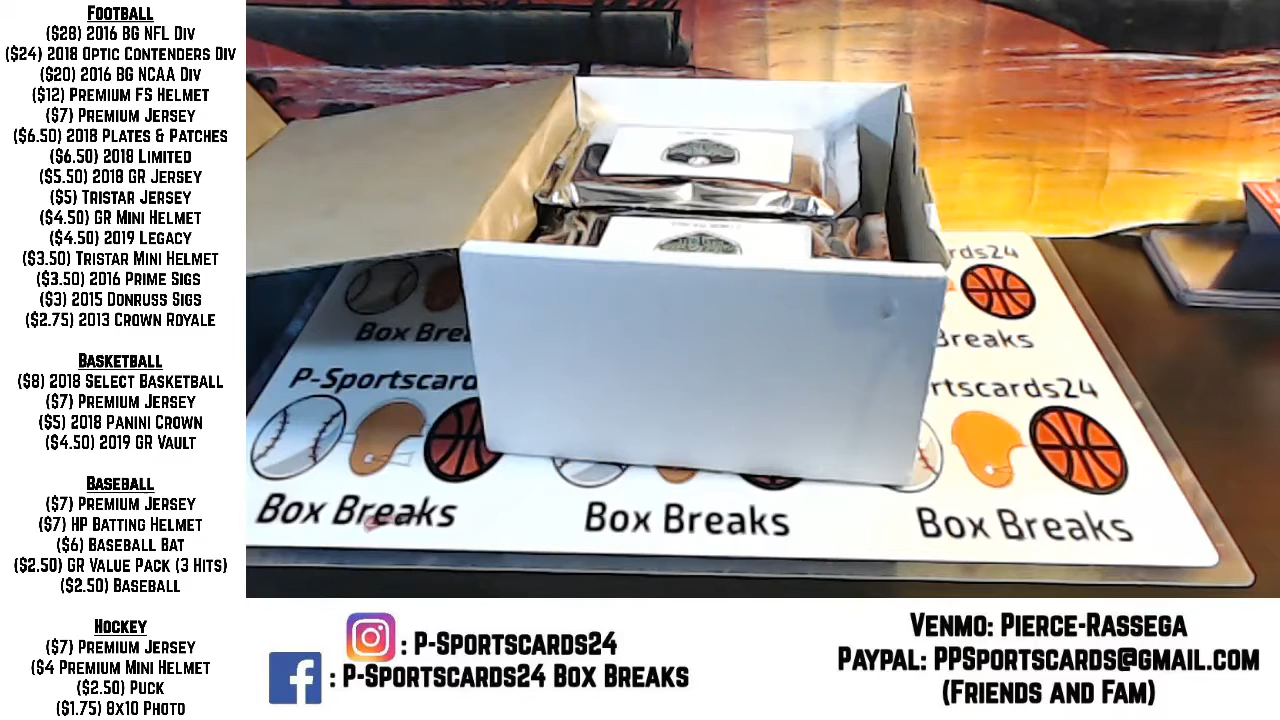 Football
($28) 2016 BG NFL Div
($24) 2018 Optic Contenders Div
($20) 2016 BG NCAA Div
($12) Premium FS Helmet
($7) Premium Jersey
($6.50) 2018 Plates & Patches
($6.50) 2018 Limited
($5.50) 2018 GR Jersey
($5) Tristar Jersey
($4.50) GR Mini Helmet
($4.50) 2019 Legacy
($3.50) Tristar Mini Helmet
($3.50) 2016 Prime Sigs
($3) 2015 Donruss Sigs
($2.75) 2013 Crown Royale
Basketball
($8) 2018 Select Basketball
($7) Premium Jersey
($5) 2018 Panini Crown
($4.50) 2019 GR Vault
Baseball
($7) Premium Jersey
($7) HP Batting Helmet
($6) Baseball Bat
($2.50) GR Value Pack (3 Hits)
($2.50) Baseball
Hockey
($7) Premium Jersey
($4 Premium Mini Helmet
($2.50) Puck
($1.75) 8x10 Photo
rds24
Box Brea
Breaks
P-Sportscard
rtscards24
Box Breaks
Box Breaks
Box Breaks
: P-Sportscards24
: P-Sportscards24 Box Breaks
Venmo: Pierce-Rassega
Paypal: PPSportscards@gmail.com
(Friends and Fam)